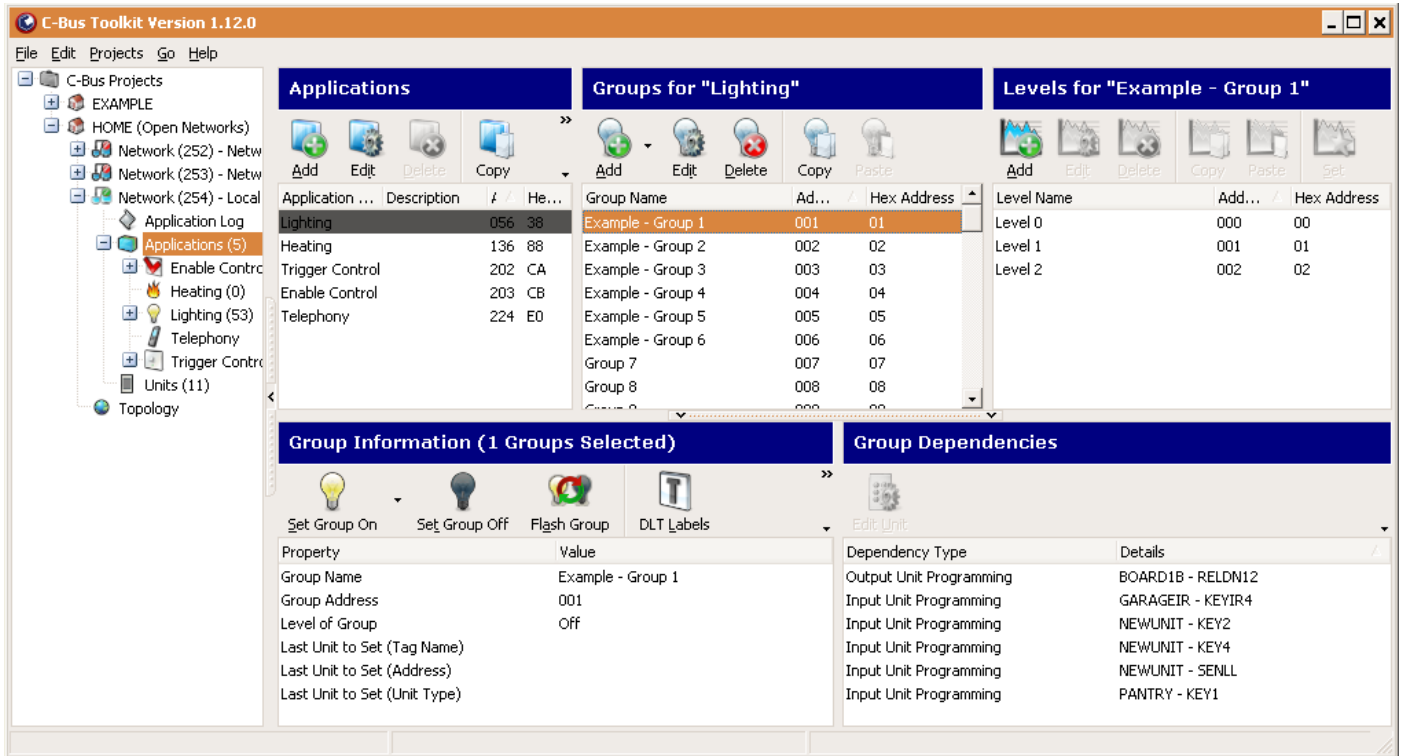 C-Bus Toolkit Version 1.12.0
File Edit Projects Go Help
C-Bus Projects
EXAMPLE
HOME (Open Networks)
Network (252) - Netw
Network (253) - Netw
Network (254) - Local
Application Log
Applications (5)
Enable Contro
Heating (0)
Lighting (53)
Telephony
Trigger Contro
Units (11)
Topology
Applications
Add Edit Delete Copy
Application ... Description He...
Lighting 056 38
Heating 136 88
Trigger Control 202 CA
Enable Control 203 CB
Telephony 224 E0
Groups for "Lighting"
Add Edit Delete Copy Paste
Group Name Ad... Hex Address
Example - Group 1 001 01
Example - Group 2 002 02
Example - Group 3 003 03
Example - Group 4 004 04
Example - Group 5 005 05
Example - Group 6 006 06
Group 7 007 07
Group 8 008 08
Levels for "Example - Group 1"
Add Edit Delete Copy Paste Set
Level Name Add... Hex Address
Level 0 000 00
Level 1 001 01
Level 2 002 02
Group Information (1 Groups Selected)
Set Group On Set Group Off Flash Group DLT Labels
Property Value
Group Name Example - Group 1
Group Address 001
Level of Group Off
Last Unit to Set (Tag Name)
Last Unit to Set (Address)
Last Unit to Set (Unit Type)
Group Dependencies
Edit Unit
Dependency Type Details
Output Unit Programming BOARD1B - RELDN12
Input Unit Programming GARAGEIR - KEYIR4
Input Unit Programming NEWUNIT - KEY2
Input Unit Programming NEWUNIT - KEY4
Input Unit Programming NEWUNIT - SENLL
Input Unit Programming PANTRY - KEY1